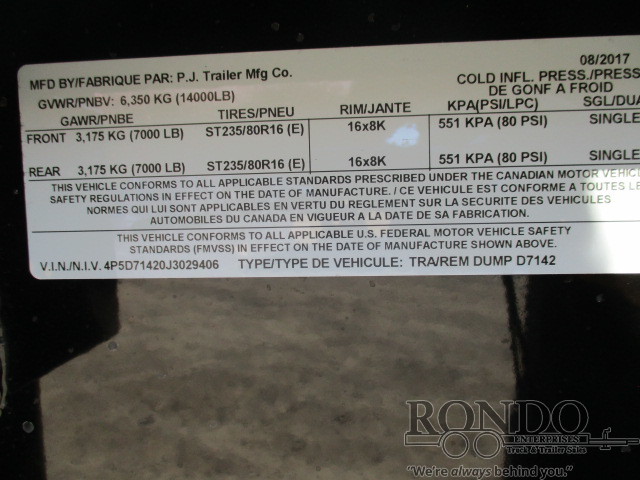 08/2017
MFD BY/FABRIQUE PAR: P.J. Trailer Mfg Co.
COLD INFL. PRESS./PRESS
GVWR/PNBV: 6,350 KG (14000LB)
DE GONF A FROID
GAWR/PNBE TIRES/PNEU RIM/JANTE KPA(PSI/LPC) SGL/DUA
FRONT 3,175 KG (7000 LB) ST235/80R16 (E) 16x8K 551 KPA (80 PSI) SINGLE
REAR 3,175 KG (7000 LB) ST235/80R16 (E) 16x8K 551 KPA (80 PSI) SINGLE
THIS VEHICLE CONFORMS TO ALL APPLICABLE STANDARDS PRESCRIBED UNDER THE CANADIAN MOTOR VEHIC
SAFETY REGULATIONS IN EFFECT ON THE DATE OF MANUFACTURE. / CE VEHICULE EST CONFORME A TOUTES LE
NORMES QUI LUI SONT APPLICABLES EN VERTU DU REGLEMENT SUR LA SECURITE DES VEHICULES
AUTOMOBILES DU CANADA EN VIGUEUR A LA DATE DE SA FABRICATION.
THIS VEHICLE CONFORMS TO ALL APPLICABLE U.S. FEDERAL MOTOR VEHICLE SAFETY
STANDARDS (FMVSS) IN EFFECT ON THE DATE OF MANUFACTURE SHOWN ABOVE.
V.I.N./N.I.V. 4P5D71420J3029406 TYPE/TYPE DE VEHICULE: TRA/REM DUMP D7142
RONDO
ENTERPRISES
Truck & Trailer Sales
"We're always behind you."